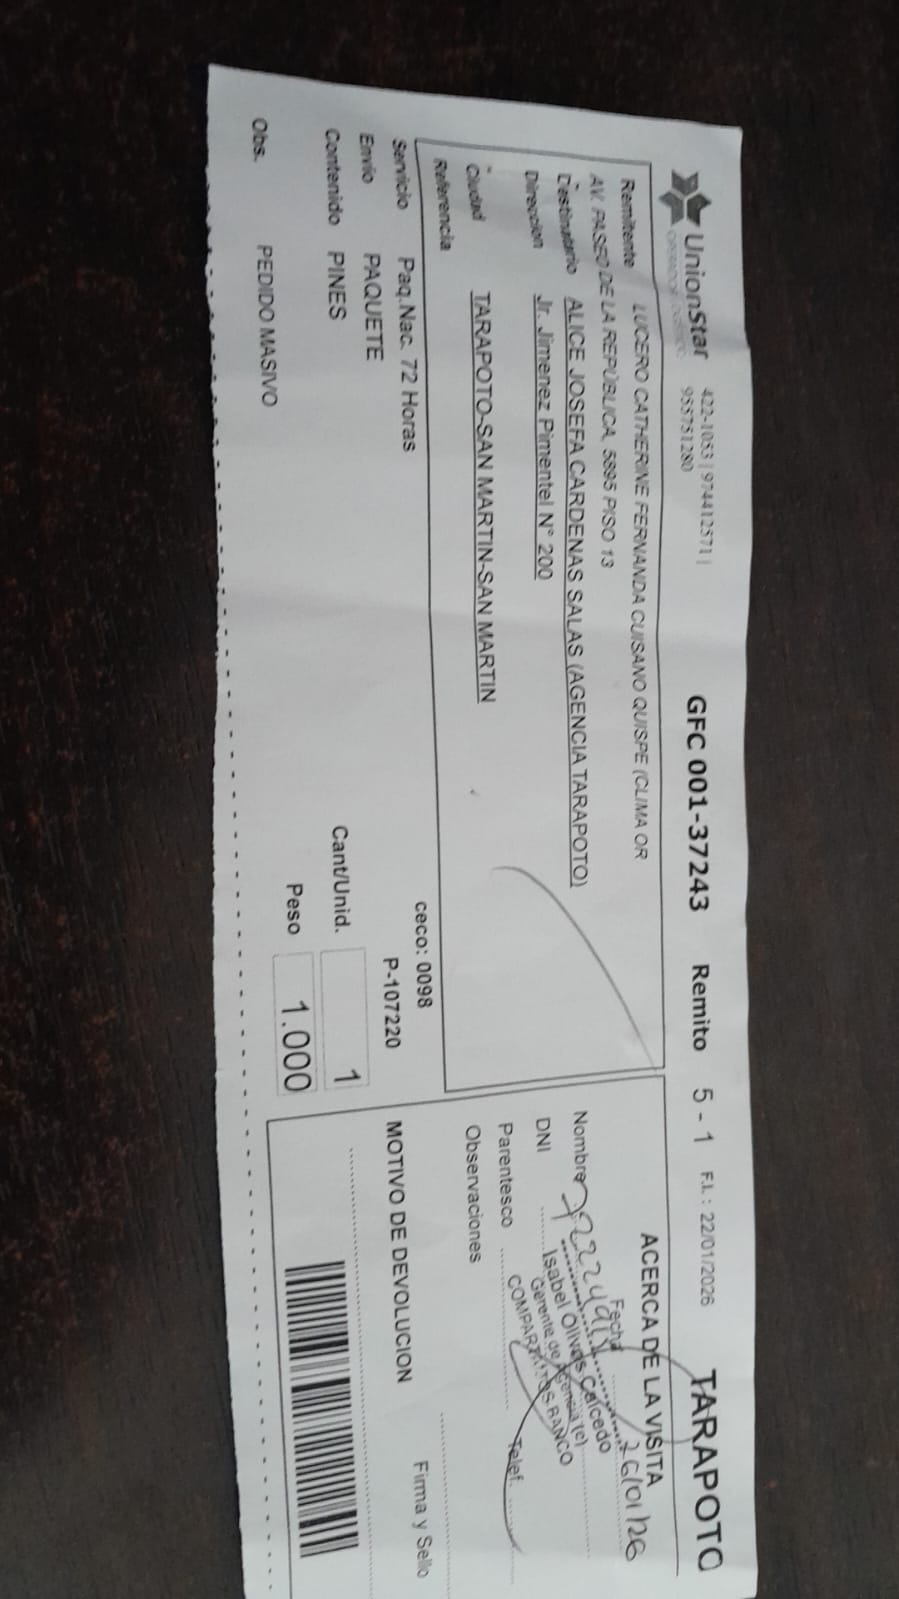 UnionStar
422-1053 | 974412571 |
955751280
GFC 001-37243 Remito 5 - 1 F.I. : 22/01/2026 TARAPOTO
Remitente LUCERO CATHERINE FERNANDA CUISANO QUISPE (CLIMA OR
AV. PASEO DE LA REPÚBLICA, 5895 PISO 13
Destinatario ALICE JOSEFA CARDENAS SALAS (AGENCIA TARAPOTO)
Direccion Jr. Jimenez Pimentel N° 200
Ciudad TARAPOTO-SAN MARTIN-SAN MARTIN
Referencia
Servicio Paq.Nac. 72 Horas
ceco: 0098
Envio PAQUETE
P-107220
Contenido PINES
Cant/Unid. 1
Peso 1.000
Obs. PEDIDO MASIVO
ACERCA DE LA VISITA
Fecha 26/01/26
Nombre
DNI
Isabel Olivos Caicedo
Gerente de Agencia (e)
COMPARTAMOS BANCO
Parentesco Telef.
Observaciones
MOTIVO DE DEVOLUCION Firma y Sello